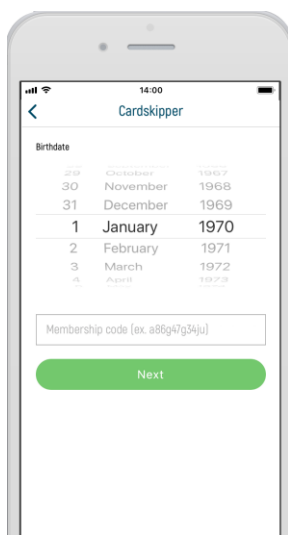 14:00
Cardskipper
Birthdate
29 October 1967
30 November 1968
31 December 1969
1 January 1970
2 February 1971
3 March 1972
4 April 1973
Membership code (ex. a86g47g34ju)
Next